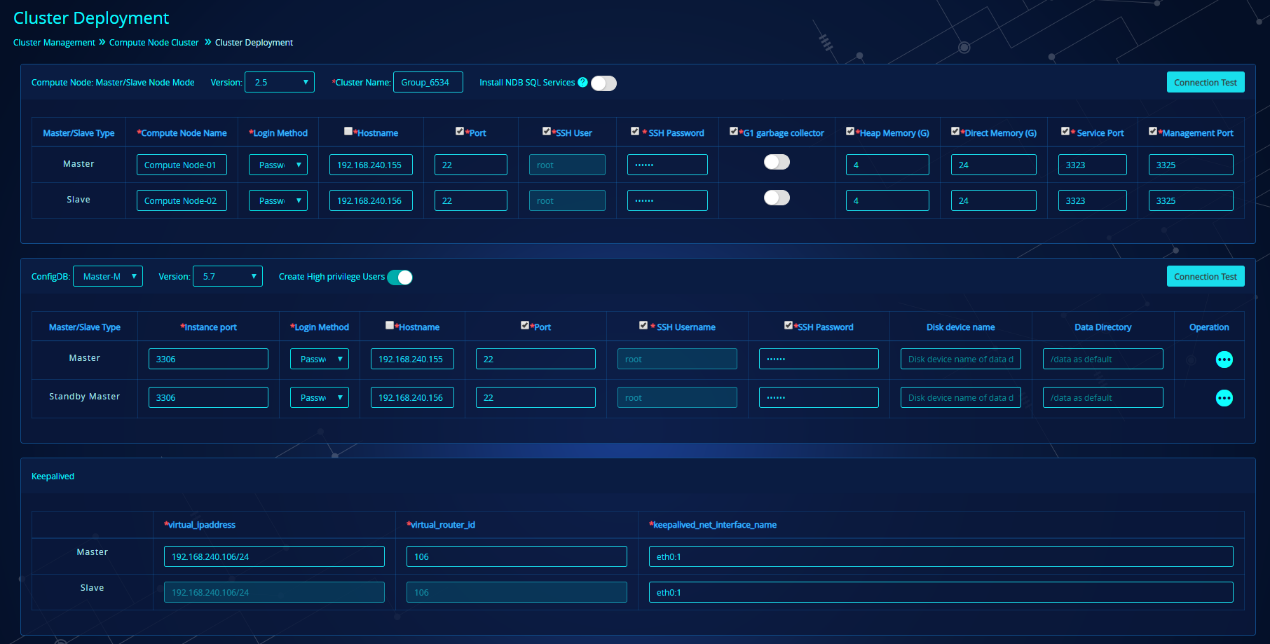 Cluster Deployment
Cluster Management » Compute Node Cluster » Cluster Deployment
Compute Node: Master/Slave Node Mode Version: 2.5 *Cluster Name: Group_6534 Install NDB SQL Services ? Connection Test
Master/Slave Type *Compute Node Name *Login Method *Hostname *Port *SSH User * SSH Password *G1 garbage collector *Heap Memory (G) *Direct Memory (G) * Service Port *Management Port
Master Compute Node-01 Passw 192.168.240.155 22 root •••••• 4 24 3323 3325
Slave Compute Node-02 Passw 192.168.240.156 22 root •••••• 4 24 3323 3325
ConfigDB: Master-M Version: 5.7 Create High privilege Users Connection Test
Master/Slave Type *Instance port *Login Method *Hostname *Port * SSH Username *SSH Password Disk device name Data Directory Operation
Master 3306 Passw 192.168.240.155 22 root •••••• Disk device name of data d /data as default
Standby Master 3306 Passw 192.168.240.156 22 root •••••• Disk device name of data d /data as default
Keepalived
*virtual_ipaddress *virtual_router_id *keepalived_net_interface_name
Master 192.168.240.106/24 106 eth0:1
Slave 192.168.240.106/24 106 eth0:1